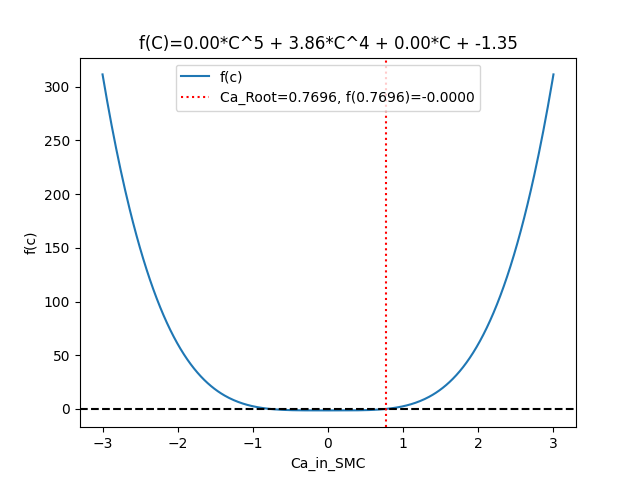 f(C)=0.00*C^5 + 3.86*C^4 + 0.00*C + -1.35
f(c)
Ca_Root=0.7696, f(0.7696)=-0.0000
300
250
200
150
100
50
0
f(c)
−3
−2
−1
0
1
2
3
Ca_in_SMC